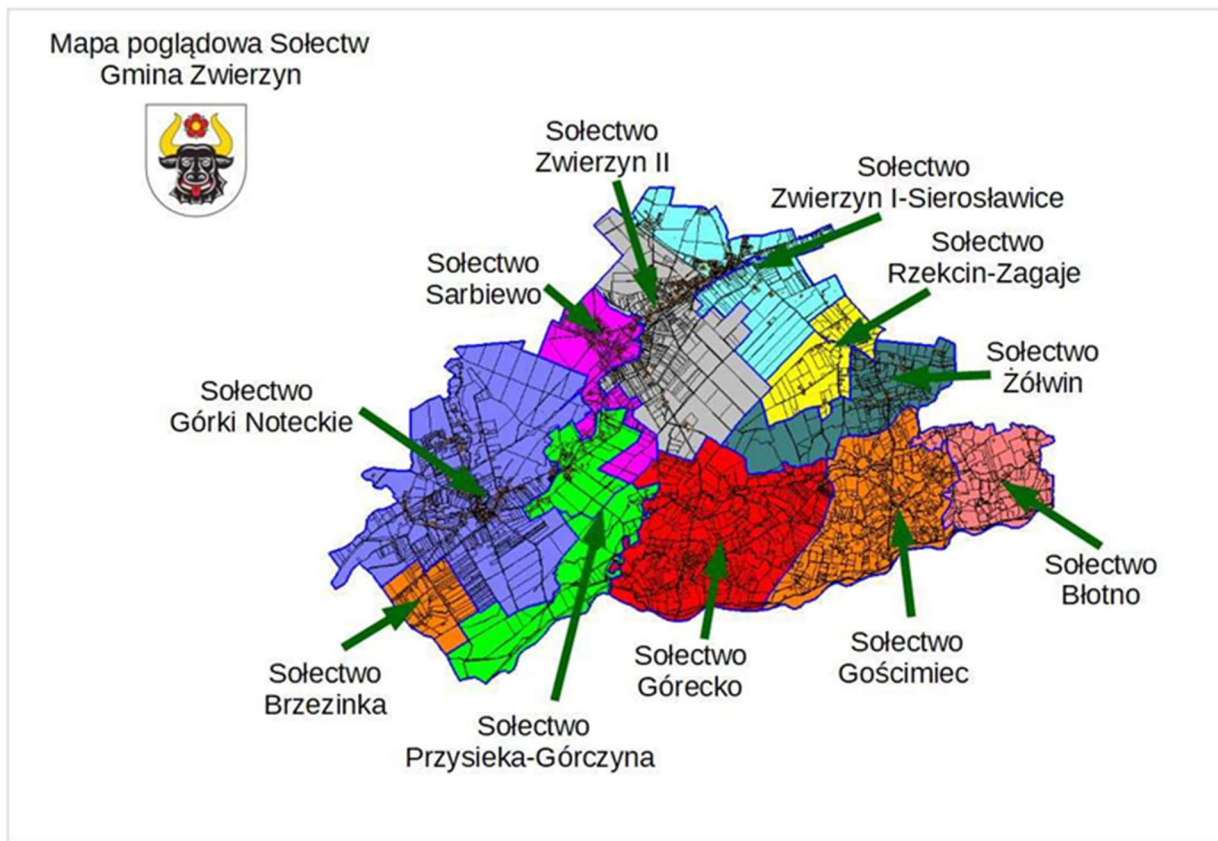 Mapa poglądowa Sołectw
Gmina Zwierzyn
Sołectwo
Zwierzyn II
Sołectwo
Zwierzyn I-Sierosławice
Sołectwo
Rzekcin-Zagaje
Sołectwo
Sarbiewo
Sołectwo
Żółwin
Sołectwo
Górki Noteckie
Sołectwo
Błotno
Sołectwo
Gościmiec
Sołectwo
Górecko
Sołectwo
Brzezinka
Sołectwo
Przysieka-Górczyna